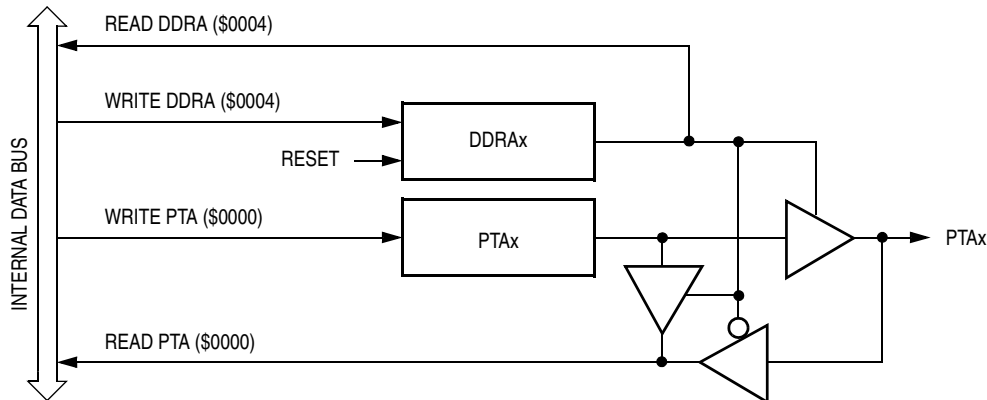 READ DDRA ($0004)
WRITE DDRA ($0004)
DDRAx
RESET
WRITE PTA ($0000)
PTAx
PTAx
READ PTA ($0000)
INTERNAL DATA BUS